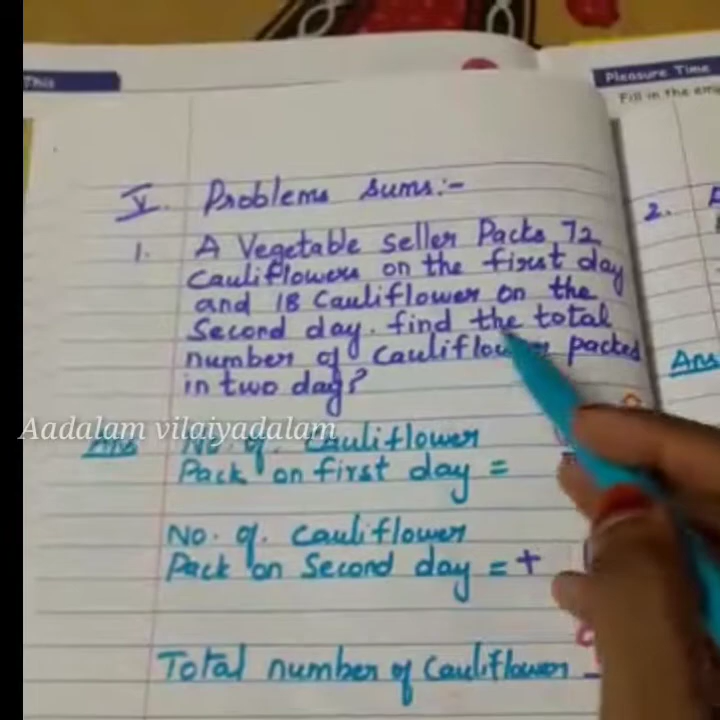 This
Pleasure Time
Fill in the
V. Problems sums:-
1. A Vegetable seller Packs 72
Cauliflowers on the first day
and 18 Cauliflower on the
Second day. find the total
number of Cauliflower packed
in two days?
Aadalam vilaiyadalam
Ans No. of. Cauliflower
Pack on first day =
No. of. Cauliflower
Pack on Second day = +
Total number of Cauliflower
2.
Ans